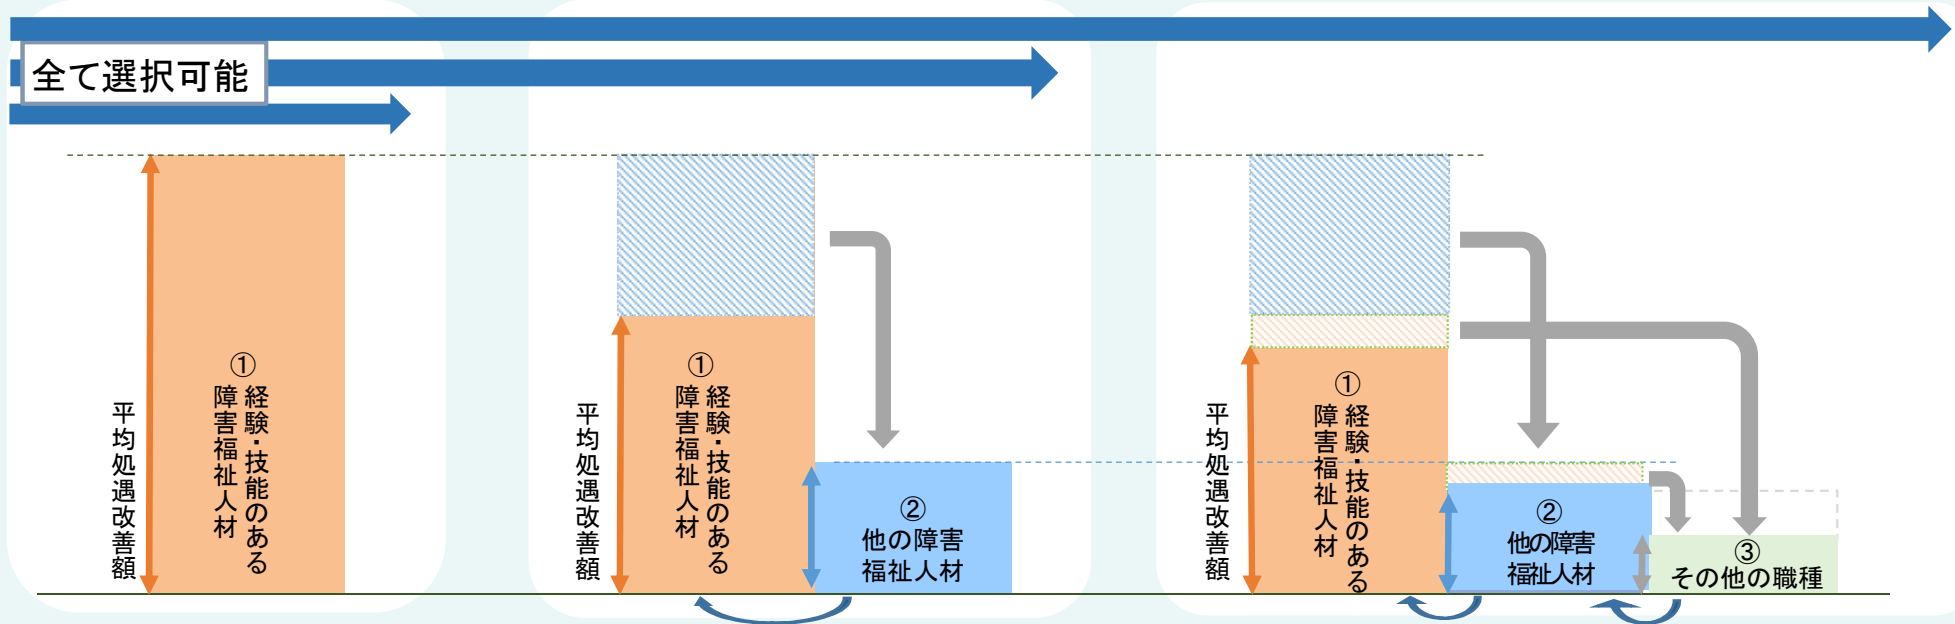 全て選択可能
平均処遇改善額
①
経験・技能のある
障害福祉人材
平均処遇改善額
①
経験・技能のある
障害福祉人材
②
他の障害
福祉人材
平均処遇改善額
①
経験・技能のある
障害福祉人材
②
他の障害
福祉人材
③
その他の職種